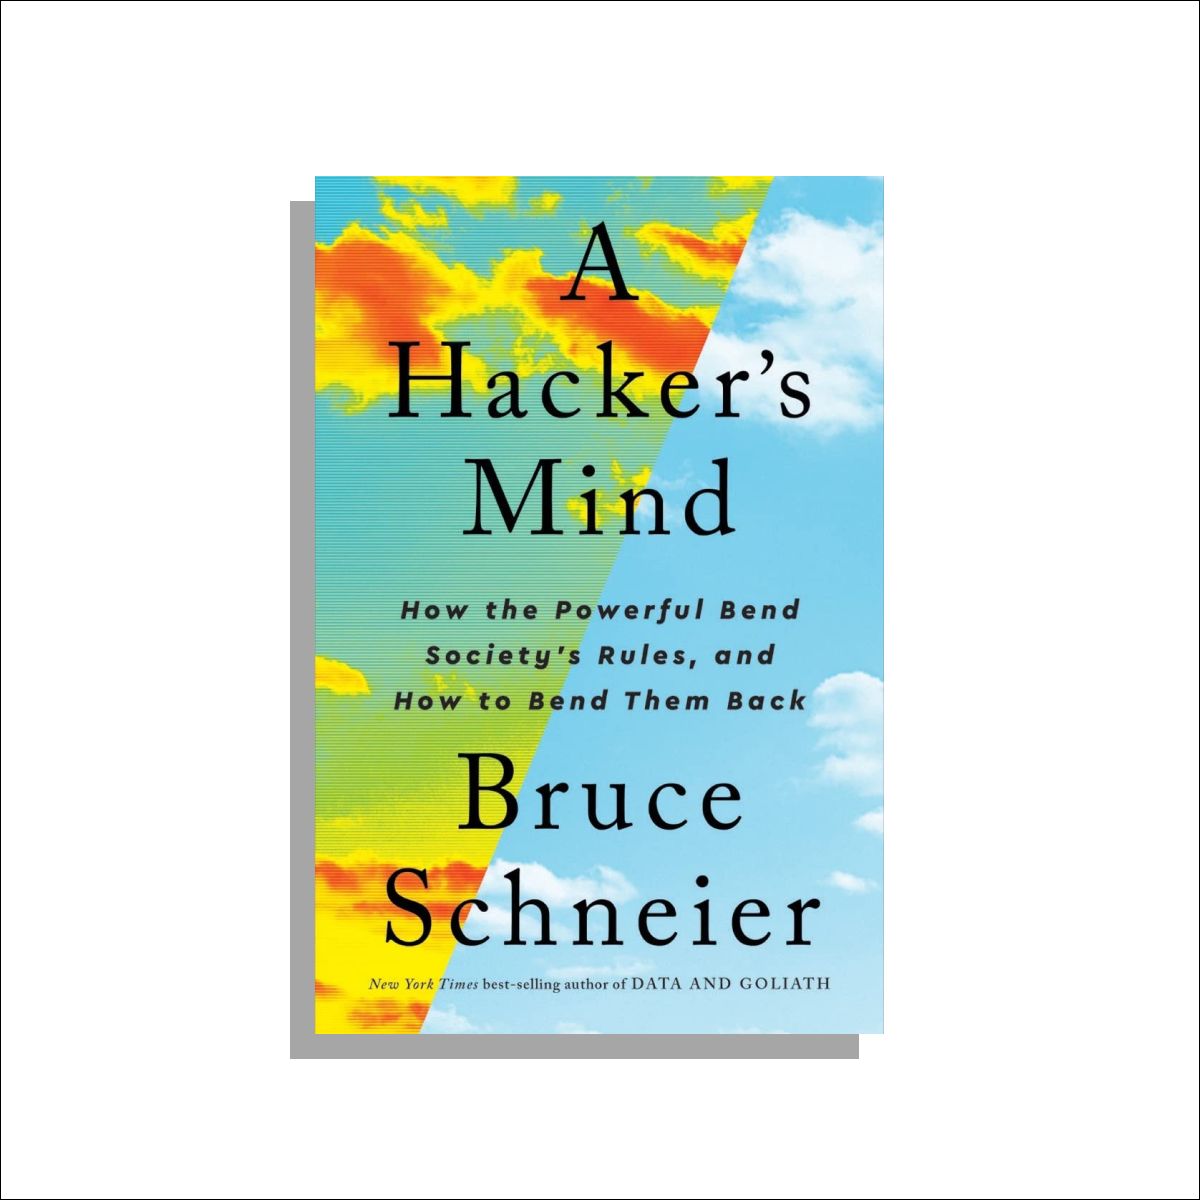 A
Hacker’s
Mind
How the Powerful Bend
Society’s Rules, and
How to Bend Them Back
Bruce
Schneier
New York Times best-selling author of DATA AND GOLIATH